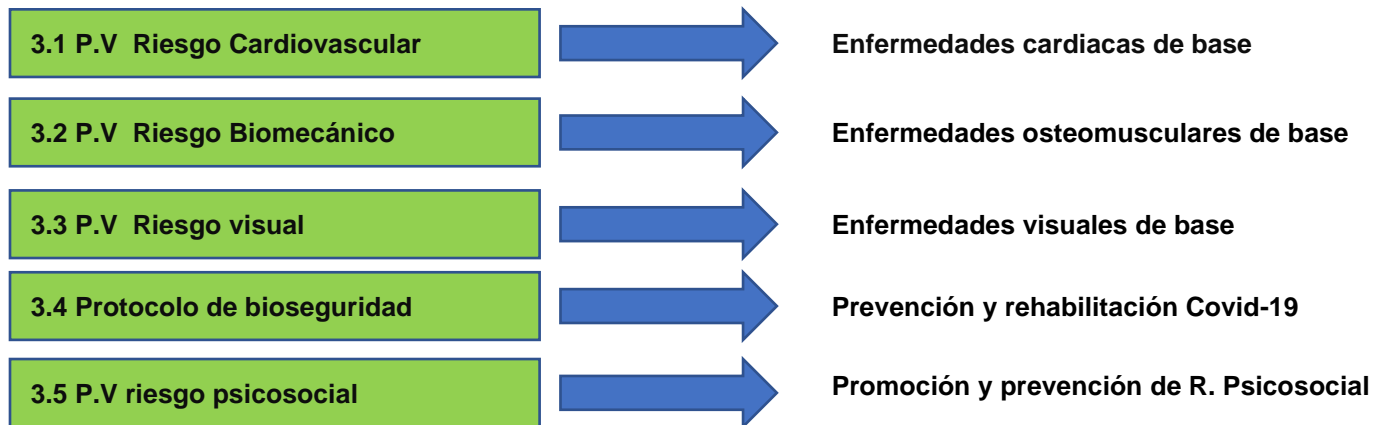 3.1 P.V Riesgo Cardiovascular
Enfermedades cardiacas de base
3.2 P.V Riesgo Biomecánico
Enfermedades osteomusculares de base
3.3 P.V Riesgo visual
Enfermedades visuales de base
3.4 Protocolo de bioseguridad
Prevención y rehabilitación Covid-19
3.5 P.V riesgo psicosocial
Promoción y prevención de R. Psicosocial